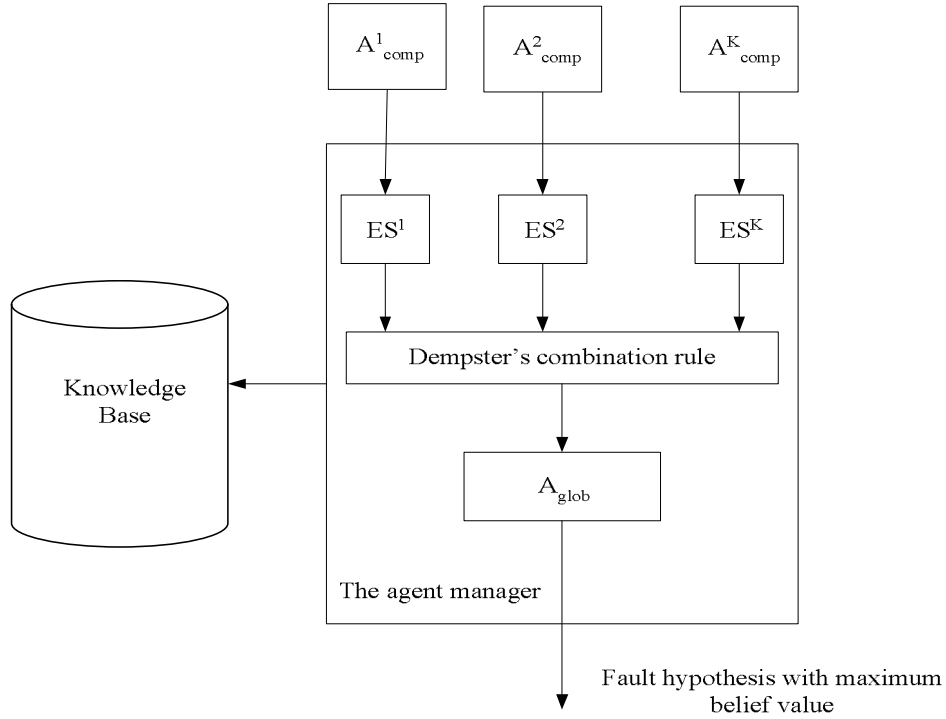 A¹comp A²comp Aᴷcomp
ES¹ ES² ESᴷ
Dempster's combination rule
Knowledge
Base
Aglob
The agent manager
Fault hypothesis with maximum
belief value